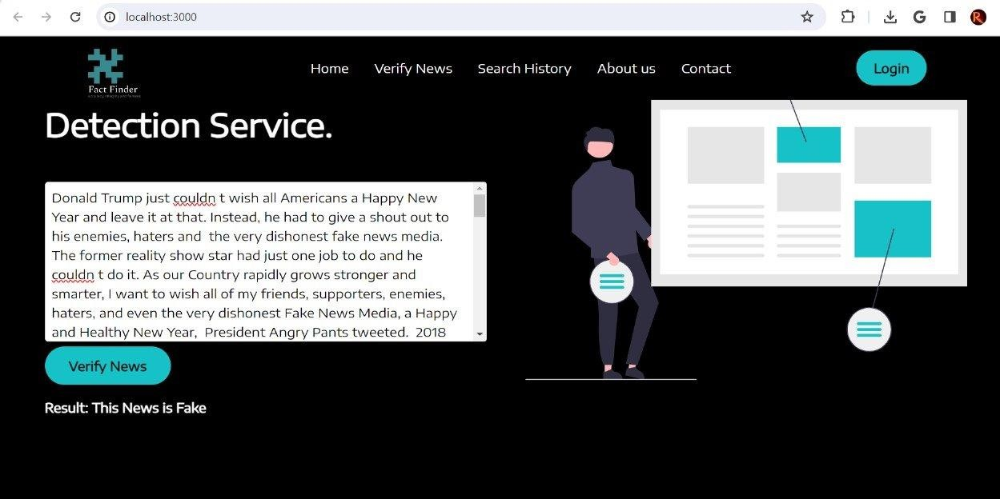 localhost:3000
Fact Finder
Home Verify News Search History About us Contact
Login
Detection Service.
Donald Trump just couldn t wish all Americans a Happy New
Year and leave it at that. Instead, he had to give a shout out to
his enemies, haters and  the very dishonest fake news media.
The former reality show star had just one job to do and he
couldn t do it. As our Country rapidly grows stronger and
smarter, I want to wish all of my friends, supporters, enemies,
haters, and even the very dishonest Fake News Media, a Happy
and Healthy New Year,  President Angry Pants tweeted.  2018
Verify News
Result: This News is Fake